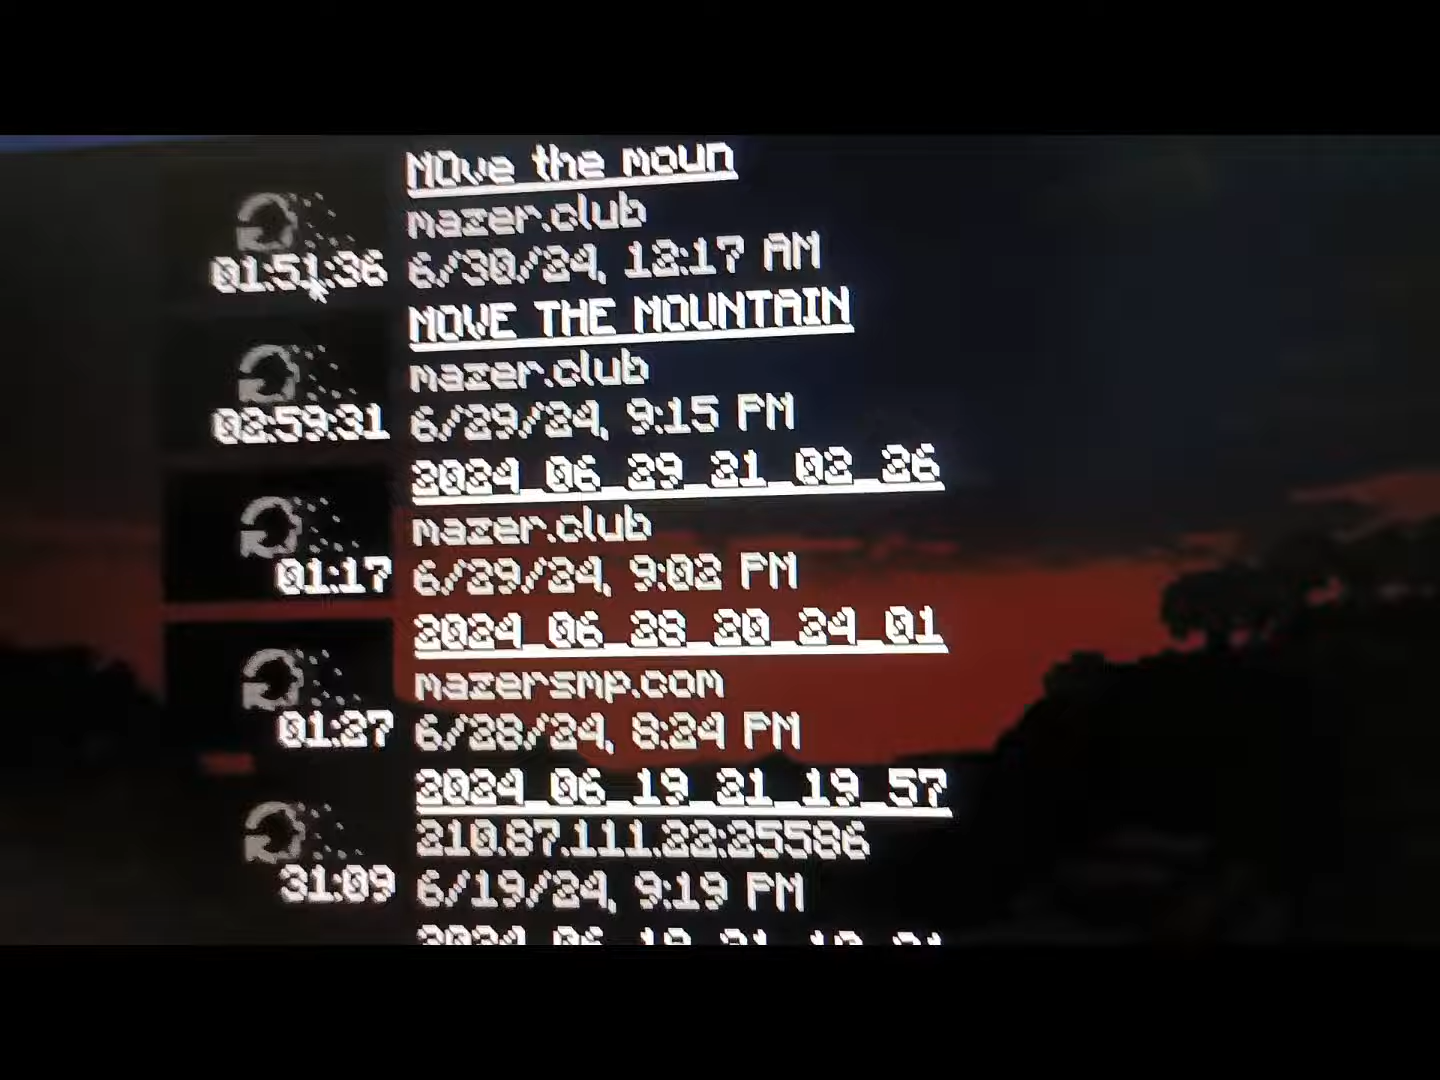 MOve the moun
mazer.club
01:51:36
6/30/24, 12:17 AM
MOVE THE MOUNTAIN
mazer.club
02:59:31
6/29/24, 9:15 PM
2024_06_29_21_02_26
mazer.club
01:17
6/29/24, 9:02 PM
2024_06_28_20_24_01
mazersmp.com
01:27
6/28/24, 8:24 PM
2024_06_19_21_19_57
210.87.111.22:25586
31:09
6/19/24, 9:19 PM